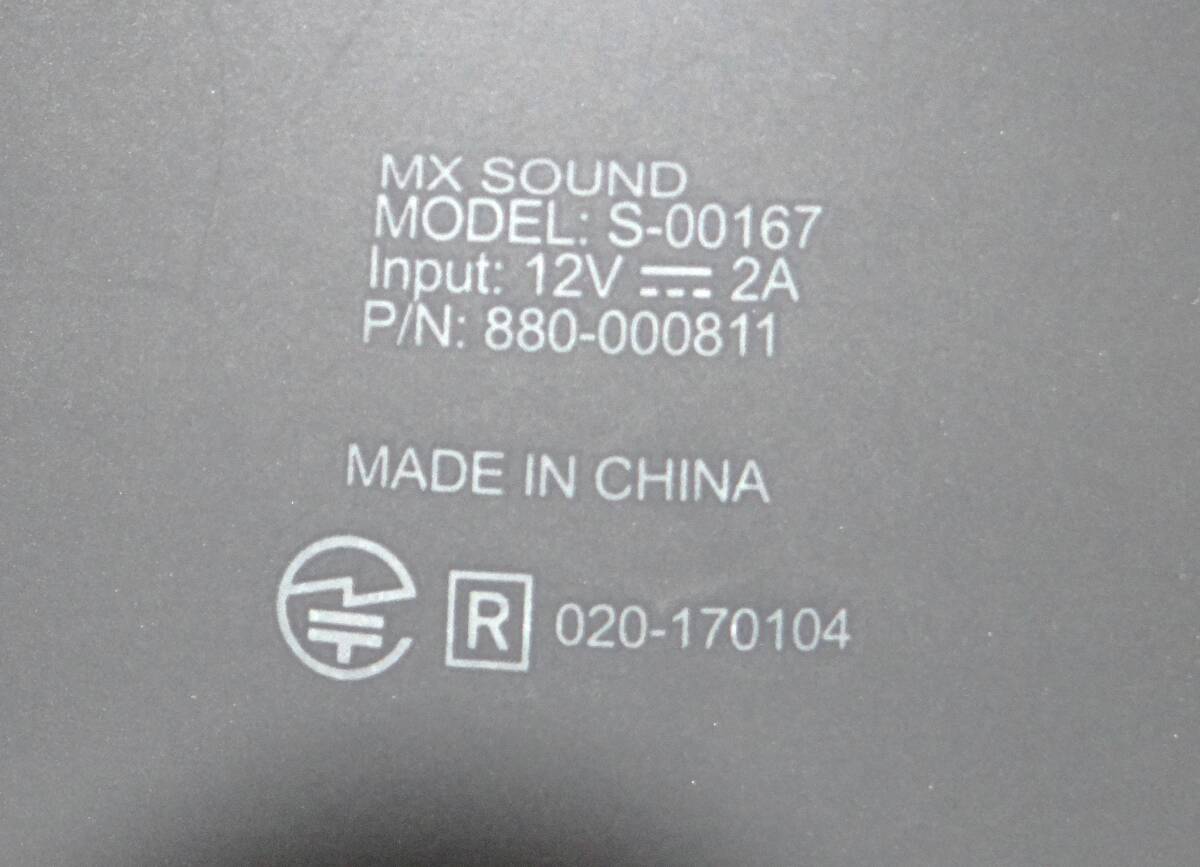 MX SOUND
MODEL: S-00167
Input: 12V ⎓ 2A
P/N: 880-000811
MADE IN CHINA
R 020-170104